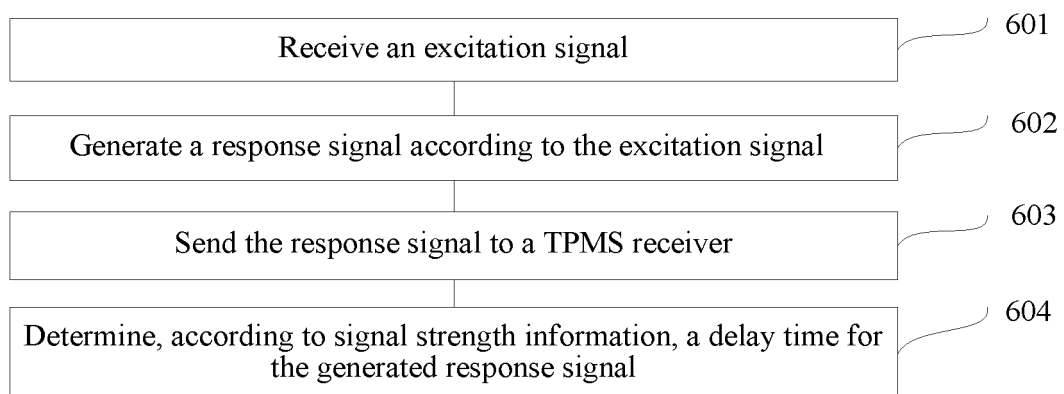 Receive an excitation signal
601
Generate a response signal according to the excitation signal
602
Send the response signal to a TPMS receiver
603
Determine, according to signal strength information, a delay time for
the generated response signal
604